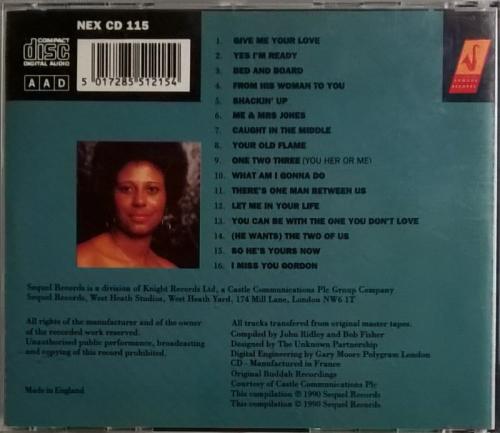 NEX CD 115
COMPACT
disc
DIGITAL AUDIO
A A D
5 017285 512154
SEQUEL
RECORDS
1. GIVE ME YOUR LOVE
2. YES I'M READY
3. BED AND BOARD
4. FROM HIS WOMAN TO YOU
5. SHACKIN' UP
6. ME & MRS JONES
7. CAUGHT IN THE MIDDLE
8. YOUR OLD FLAME
9. ONE TWO THREE (YOU HER OR ME)
10. WHAT AM I GONNA DO
11. THERE'S ONE MAN BETWEEN US
12. LET ME IN YOUR LIFE
13. YOU CAN BE WITH THE ONE YOU DON'T LOVE
14. (HE WANTS) THE TWO OF US
15. SO HE'S YOURS NOW
16. I MISS YOU GORDON
Sequel Records is a division of Knight Records Ltd, a Castle Communications Plc Group Company
Sequel Records, West Heath Studios, West Heath Yard, 174 Mill Lane, London NW6 1T
All rights of the manufacturer and of the owner
of the recorded work reserved.
Unauthorised public performance, broadcasting
and copying of this record prohibited.
Made in England
All tracks transferred from original master tapes.
Compiled by John Ridley and Bob Fisher
Designed by The Unknown Partnership
Digital Engineering by Gary Moore Polygram London
CD - Manufactured in France
Original Buddah Recordings
Courtesy of Castle Communications Plc
This compilation ℗ 1990 Sequel Records
This compilation © 1990 Sequel Records